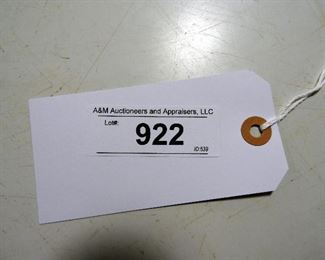 A&M Auctioneers and Appraisers, LLC
Lot#:
922
ID:539